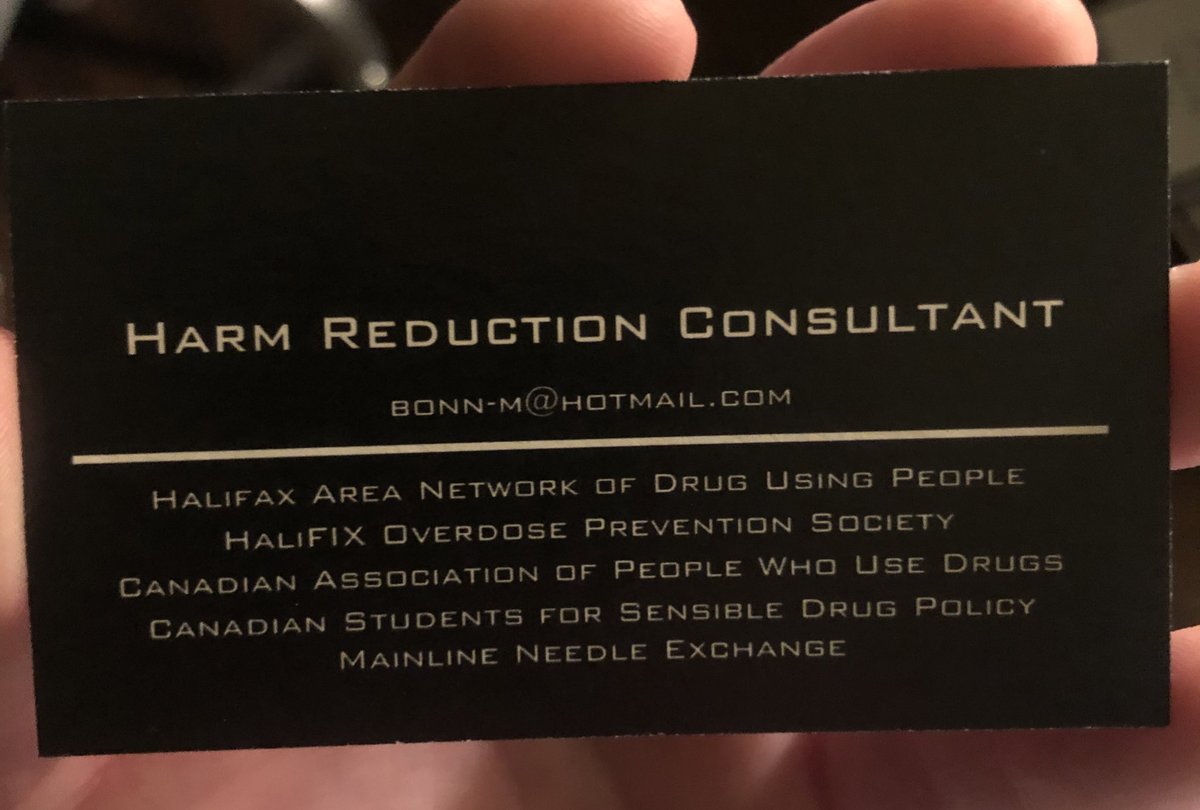 Harm Reduction Consultant
bonn-m@hotmail.com
Halifax Area Network of Drug Using People
HaliFIX Overdose Prevention Society
Canadian Association of People Who Use Drugs
Canadian Students for Sensible Drug Policy
Mainline Needle Exchange